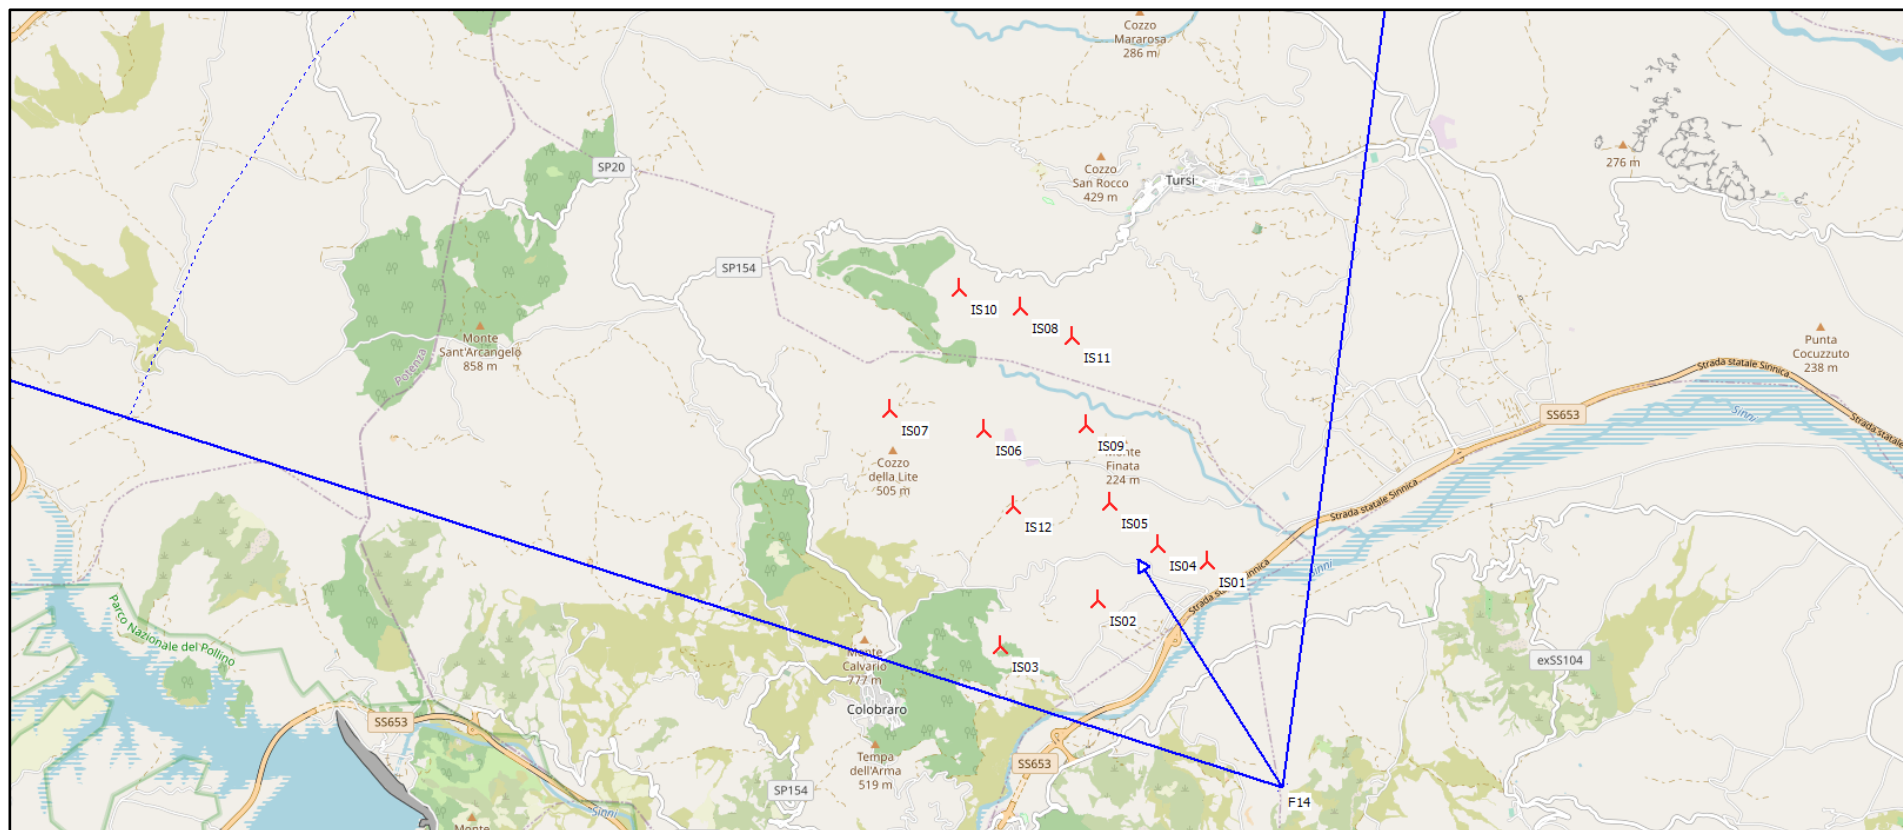 Cozzo
Mararosa
286 m
276 m
SP20
Cozzo
San Rocco
429 m
Tursi
SP154
IS10
IS08
IS11
Monte
Sant'Arcangelo
858 m
Potenza
Punta
Cocuzzuto
238 m
Strada statale Sinnica
Sinni
Strada statale
SS653
IS07
IS06
IS09
Cozzo
della Lite
505 m
Finata
224 m
Strada statale Sinnica
IS12
IS05
IS04
IS01
Sinni
IS02
Parco Nazionale del Pollino
IS03
Monte
Calvario
777 m
exSS104
Colobraro
SS653
Tempa
dell'Arma
519 m
SS653
SP154
F14
Sinni
Monte